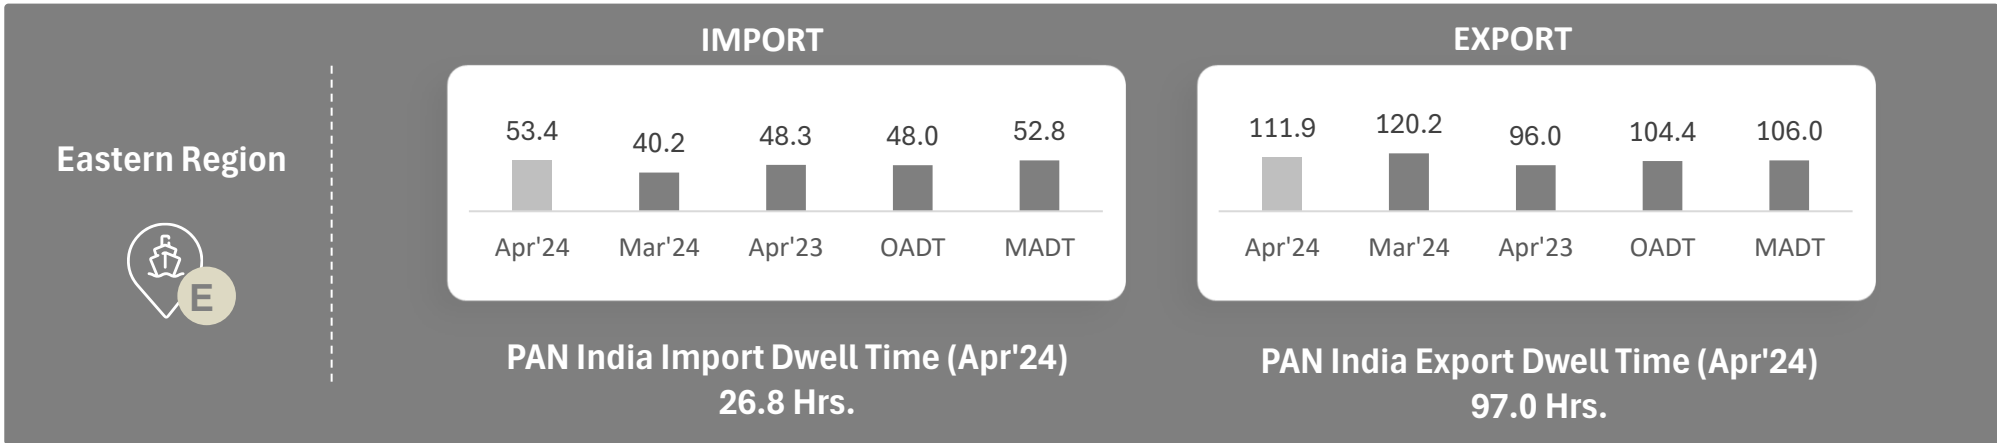 Eastern Region
E
IMPORT
53.4 40.2 48.3 48.0 52.8
Apr'24 Mar'24 Apr'23 OADT MADT
PAN India Import Dwell Time (Apr'24)
26.8 Hrs.
EXPORT
111.9 120.2 96.0 104.4 106.0
Apr'24 Mar'24 Apr'23 OADT MADT
PAN India Export Dwell Time (Apr'24)
97.0 Hrs.